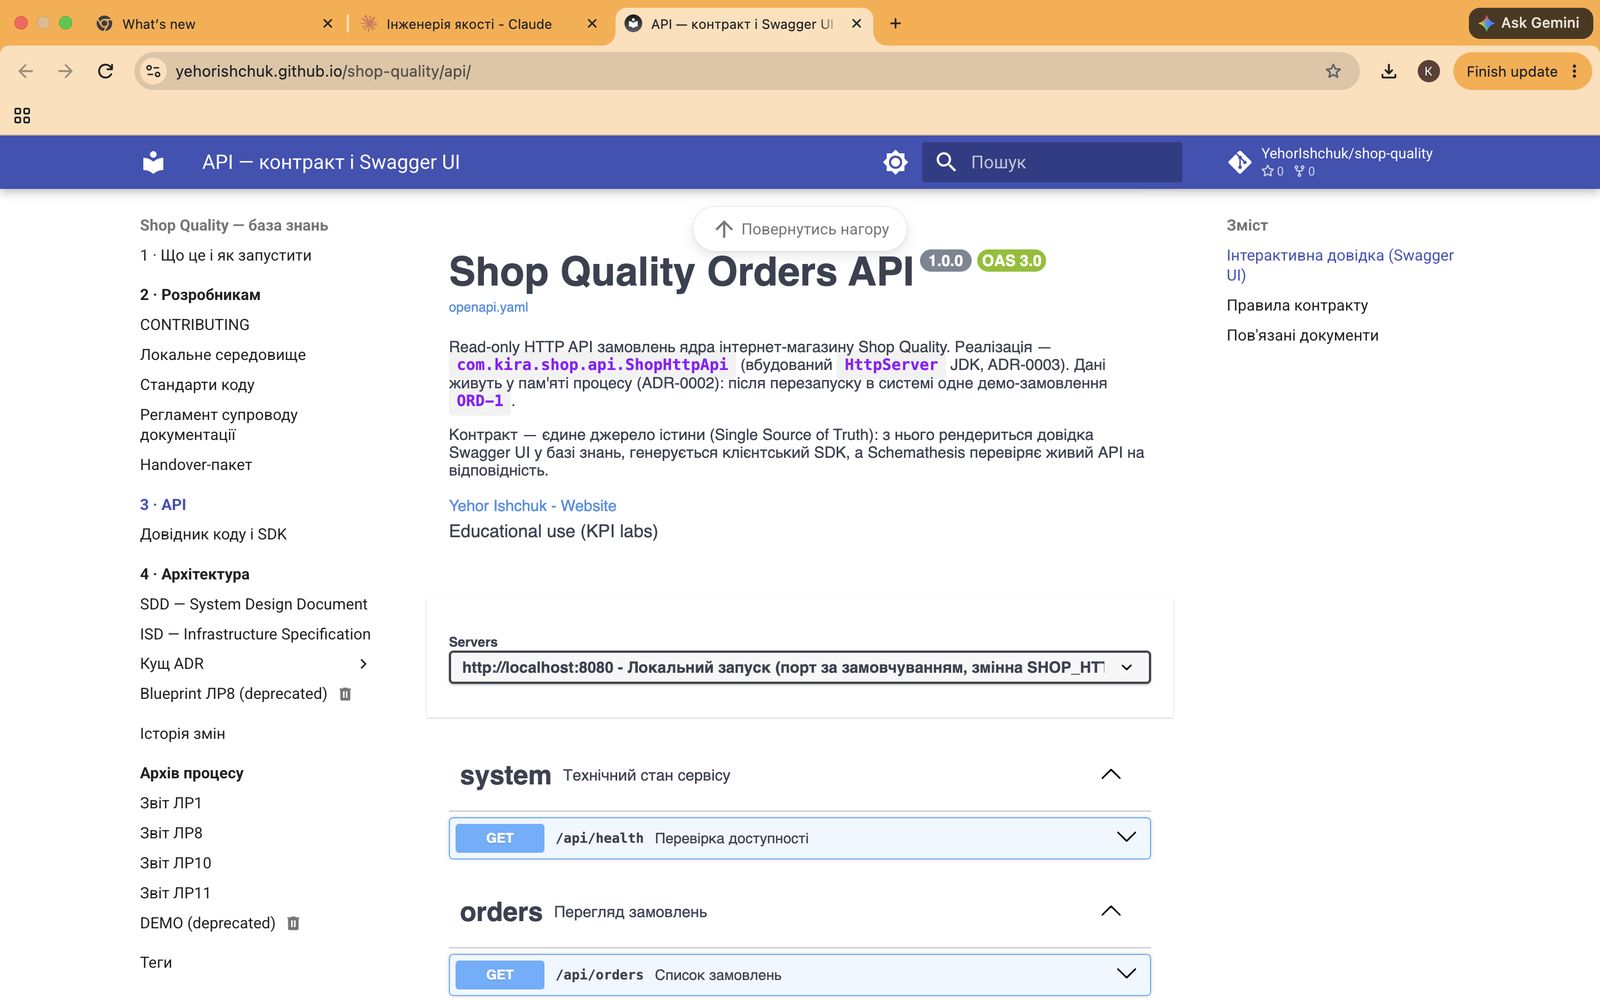 What's new
Інженерія якості - Claude
API — контракт і Swagger UI
Ask Gemini
yehorishchuk.github.io/shop-quality/api/
K
Finish update
API — контракт і Swagger UI
Пошук
YehorIshchuk/shop-quality
0 0
Shop Quality — база знань
1 · Що це і як запустити
2 · Розробникам
CONTRIBUTING
Локальне середовище
Стандарти коду
Регламент супроводу
документації
Handover-пакет
3 · API
Довідник коду і SDK
4 · Архітектура
SDD — System Design Document
ISD — Infrastructure Specification
Кущ ADR
Blueprint ЛР8 (deprecated)
Історія змін
Архів процесу
Звіт ЛР1
Звіт ЛР8
Звіт ЛР10
Звіт ЛР11
DEMO (deprecated)
Теги
Повернутись нагору
Shop Quality Orders API 1.0.0 OAS 3.0
openapi.yaml
Read-only HTTP API замовлень ядра інтернет-магазину Shop Quality. Реалізація —
com.kira.shop.api.ShopHttpApi (вбудований HttpServer JDK, ADR-0003). Дані
живуть у пам'яті процесу (ADR-0002): після перезапуску в системі одне демо-замовлення
ORD-1 .
Контракт — єдине джерело істини (Single Source of Truth): з нього рендериться довідка
Swagger UI у базі знань, генерується клієнтський SDK, а Schemathesis перевіряє живий API на
відповідність.
Yehor Ishchuk - Website
Educational use (KPI labs)
Servers
http://localhost:8080 - Локальний запуск (порт за замовчуванням, змінна SHOP_HTT
system Технічний стан сервісу
GET /api/health Перевірка доступності
orders Перегляд замовлень
GET /api/orders Список замовлень
Зміст
Інтерактивна довідка (Swagger
UI)
Правила контракту
Пов'язані документи